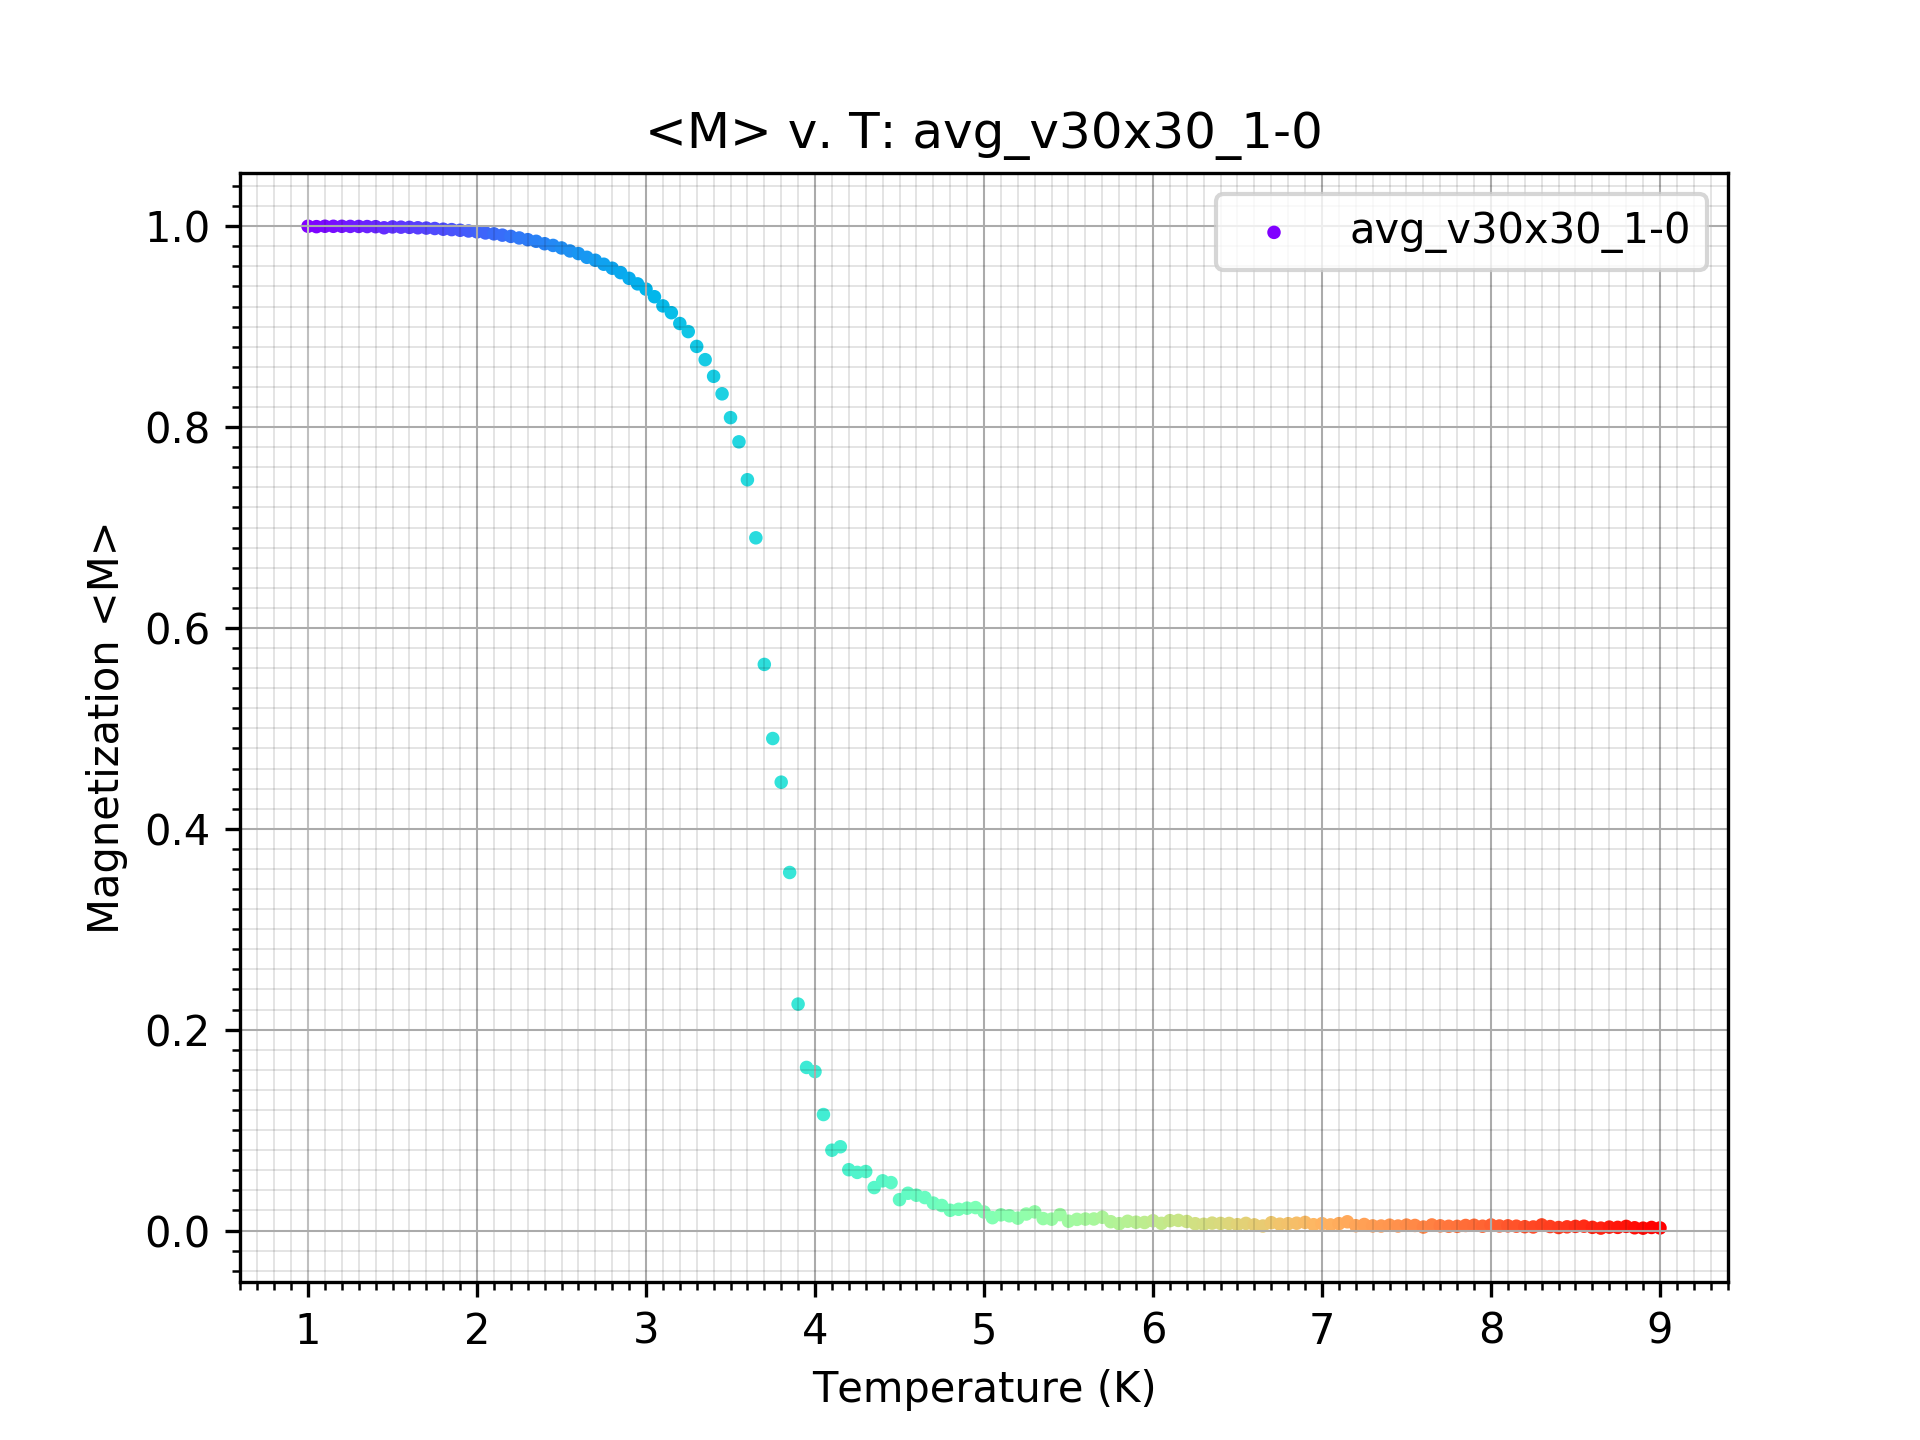 <M> v. T: avg_v30x30_1-0
avg_v30x30_1-0
1.0
0.8
0.6
0.4
0.2
0.0
Magnetization <M>
1 2 3 4 5 6 7 8 9
Temperature (K)